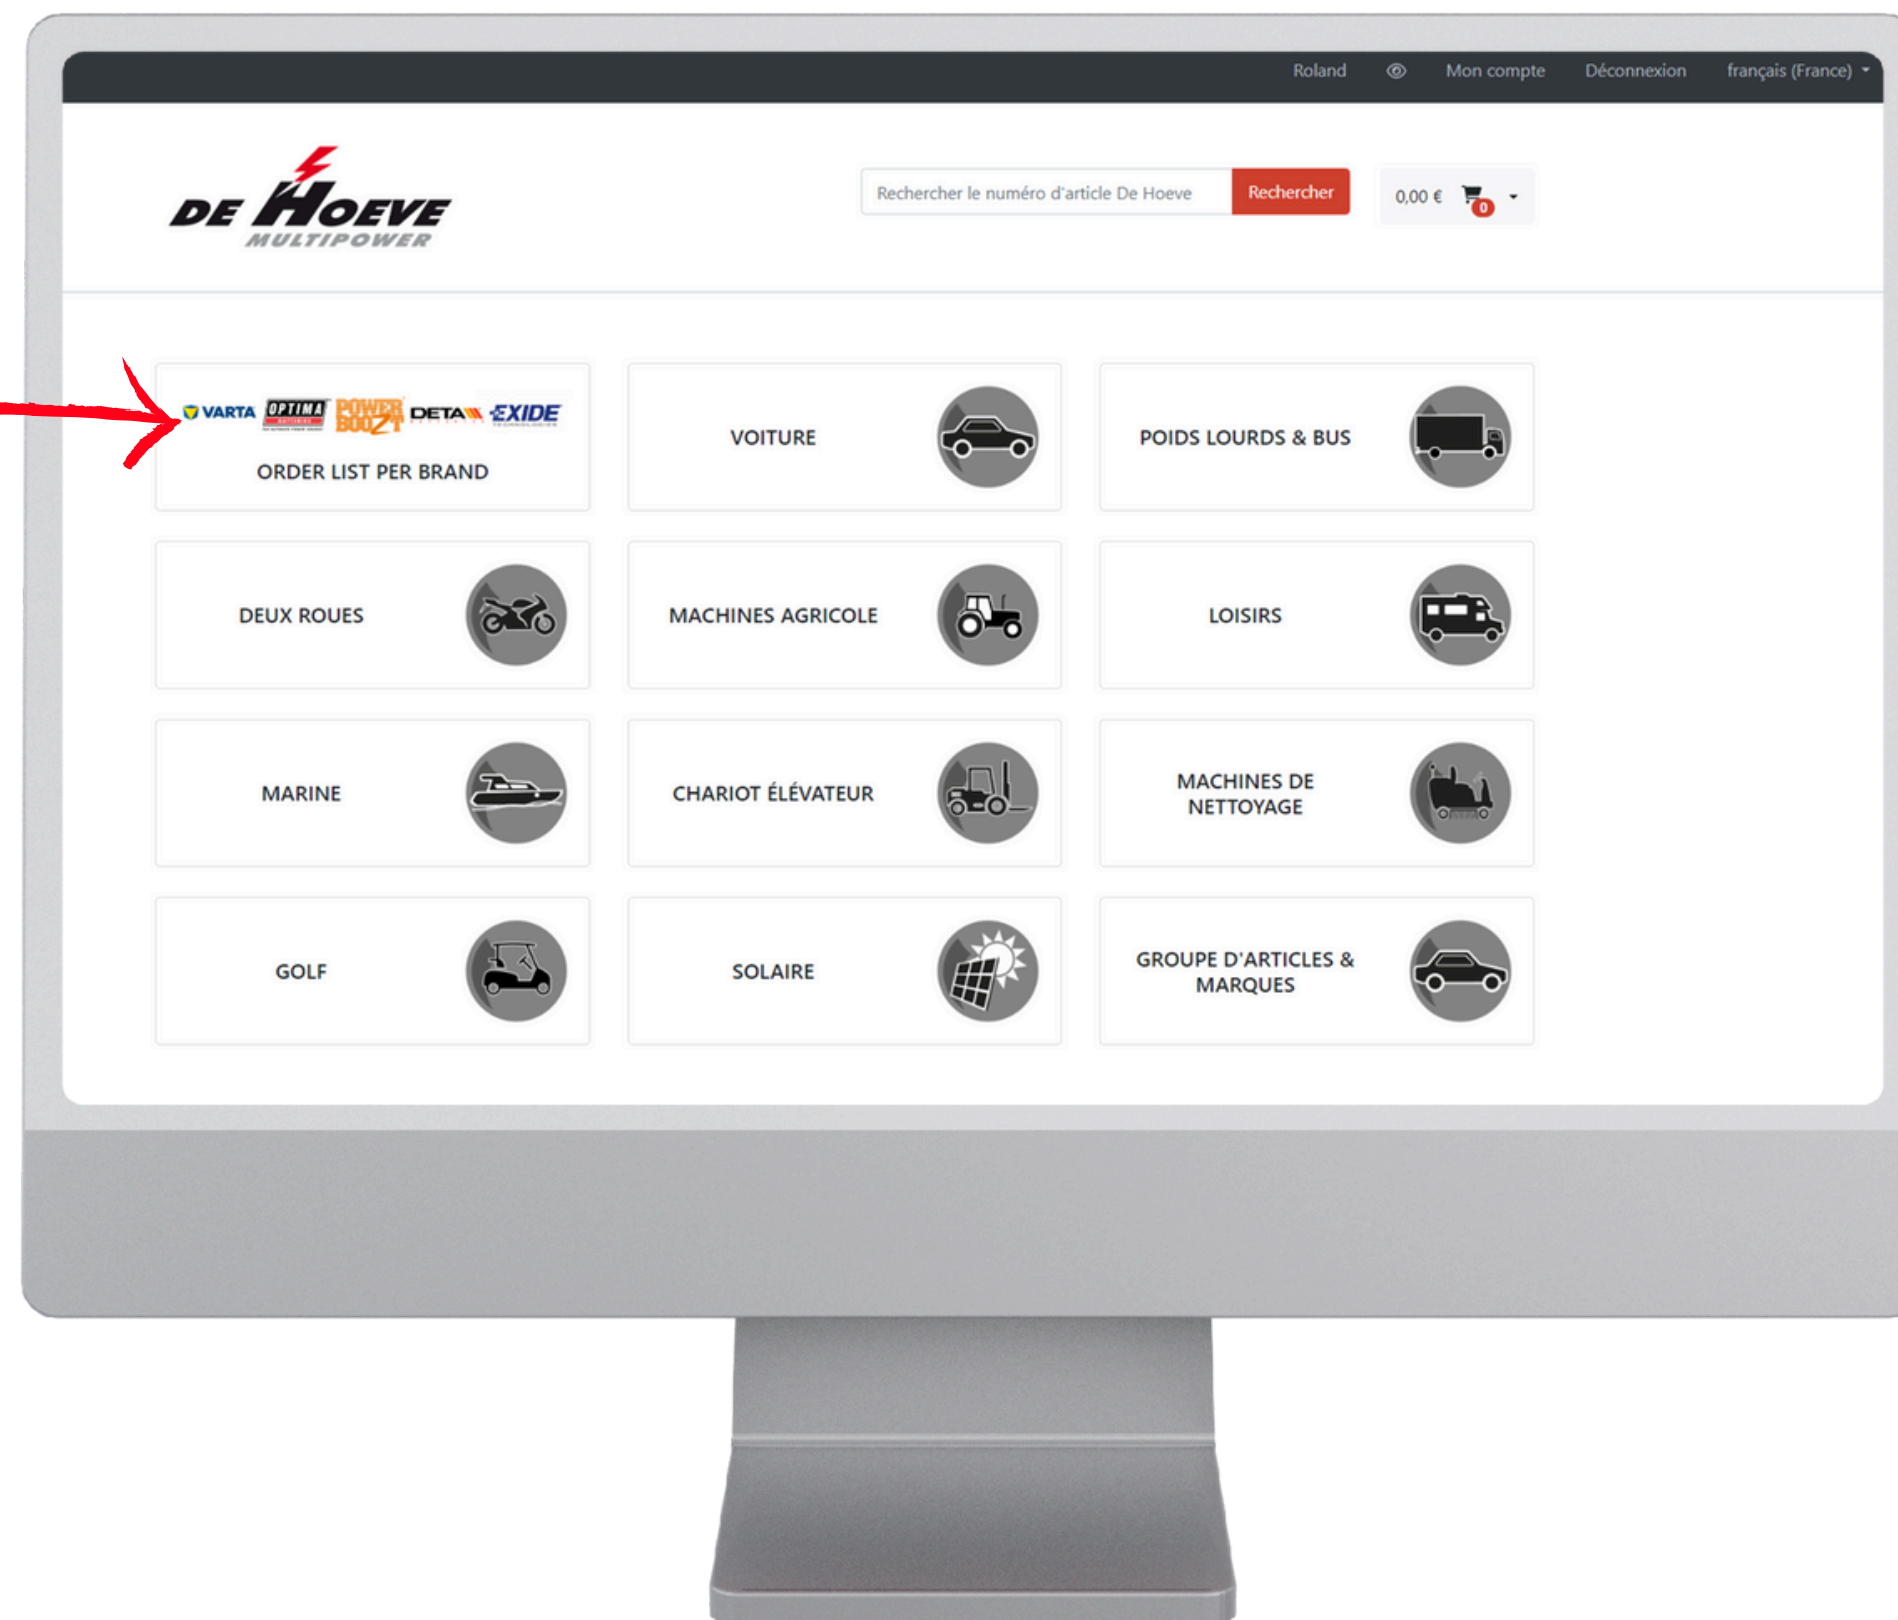 Roland Mon compte Déconnexion français (France)
DE HOEVE
MULTIPOWER
Rechercher le numéro d'article De Hoeve Rechercher 0,00 € 0
VARTA OPTIMA POWER BOOZT DETA EXIDE
TECHNOLOGIES
ORDER LIST PER BRAND
VOITURE
POIDS LOURDS & BUS
DEUX ROUES
MACHINES AGRICOLE
LOISIRS
MARINE
CHARIOT ÉLÉVATEUR
MACHINES DE
NETTOYAGE
GOLF
SOLAIRE
GROUPE D'ARTICLES &
MARQUES